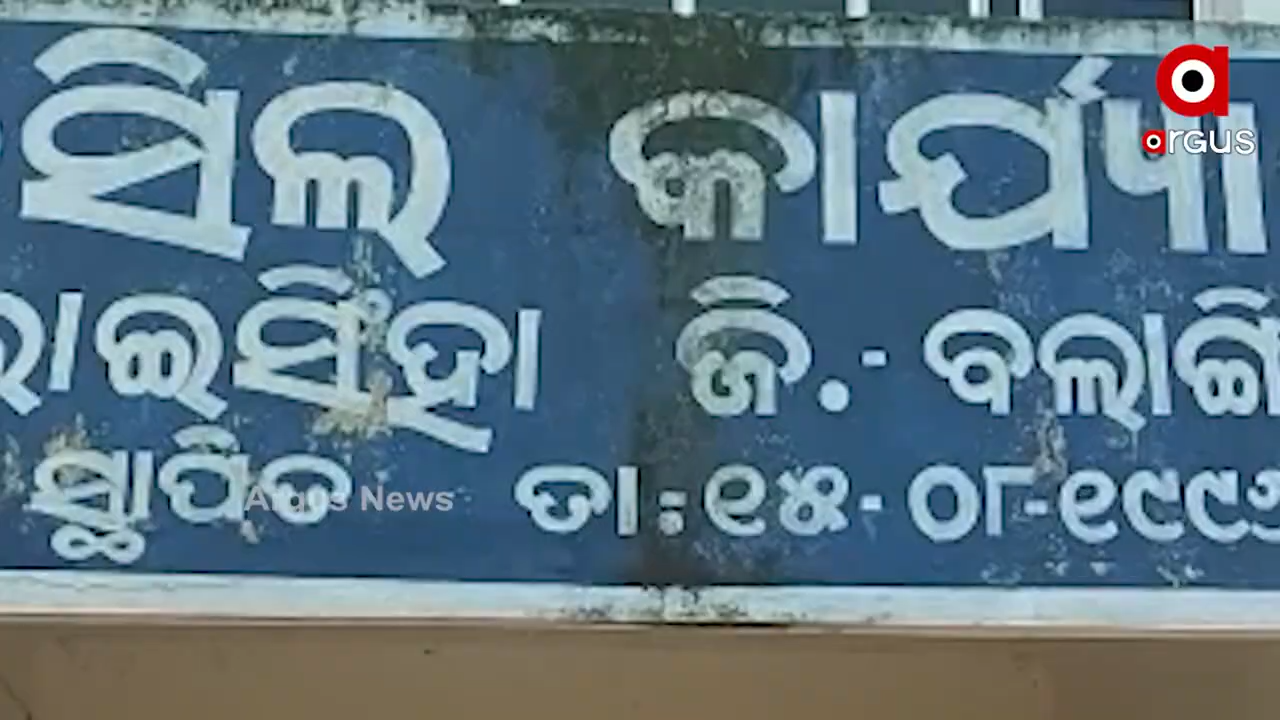 ସିଲ କାର୍ଯ୍ୟା
ରାଇସିଂହା ଜି.- ବଲାଙ୍ଗି
ସ୍ଥାପିତ ତା:୧୫-୦୮-୧୯୯
Argus News
argus